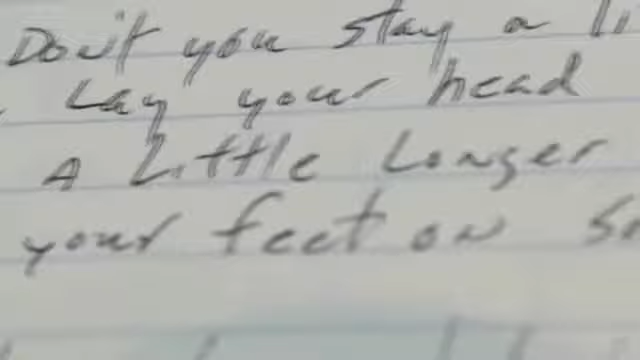 Don't you stay a
Lay your head
A Little Longer
your feet on